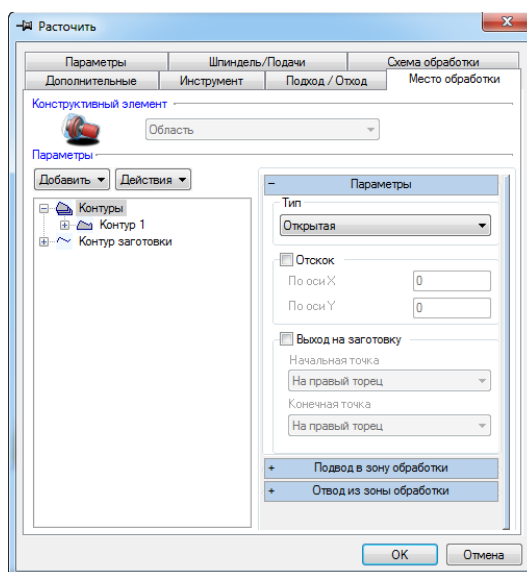 Расточить
Параметры Шпиндель/Подачи Схема обработки
Дополнительные Инструмент Подход / Отход Место обработки
Конструктивный элемент
Область
Параметры
Добавить Действия
Контуры
Контур 1
Контур заготовки
Параметры
Тип
Открытая
Отскок
По оси X 0
По оси Y 0
Выход на заготовку
Начальная точка
На правый торец
Конечная точка
На правый торец
Подвод в зону обработки
Отвод из зоны обработки
OK Отмена